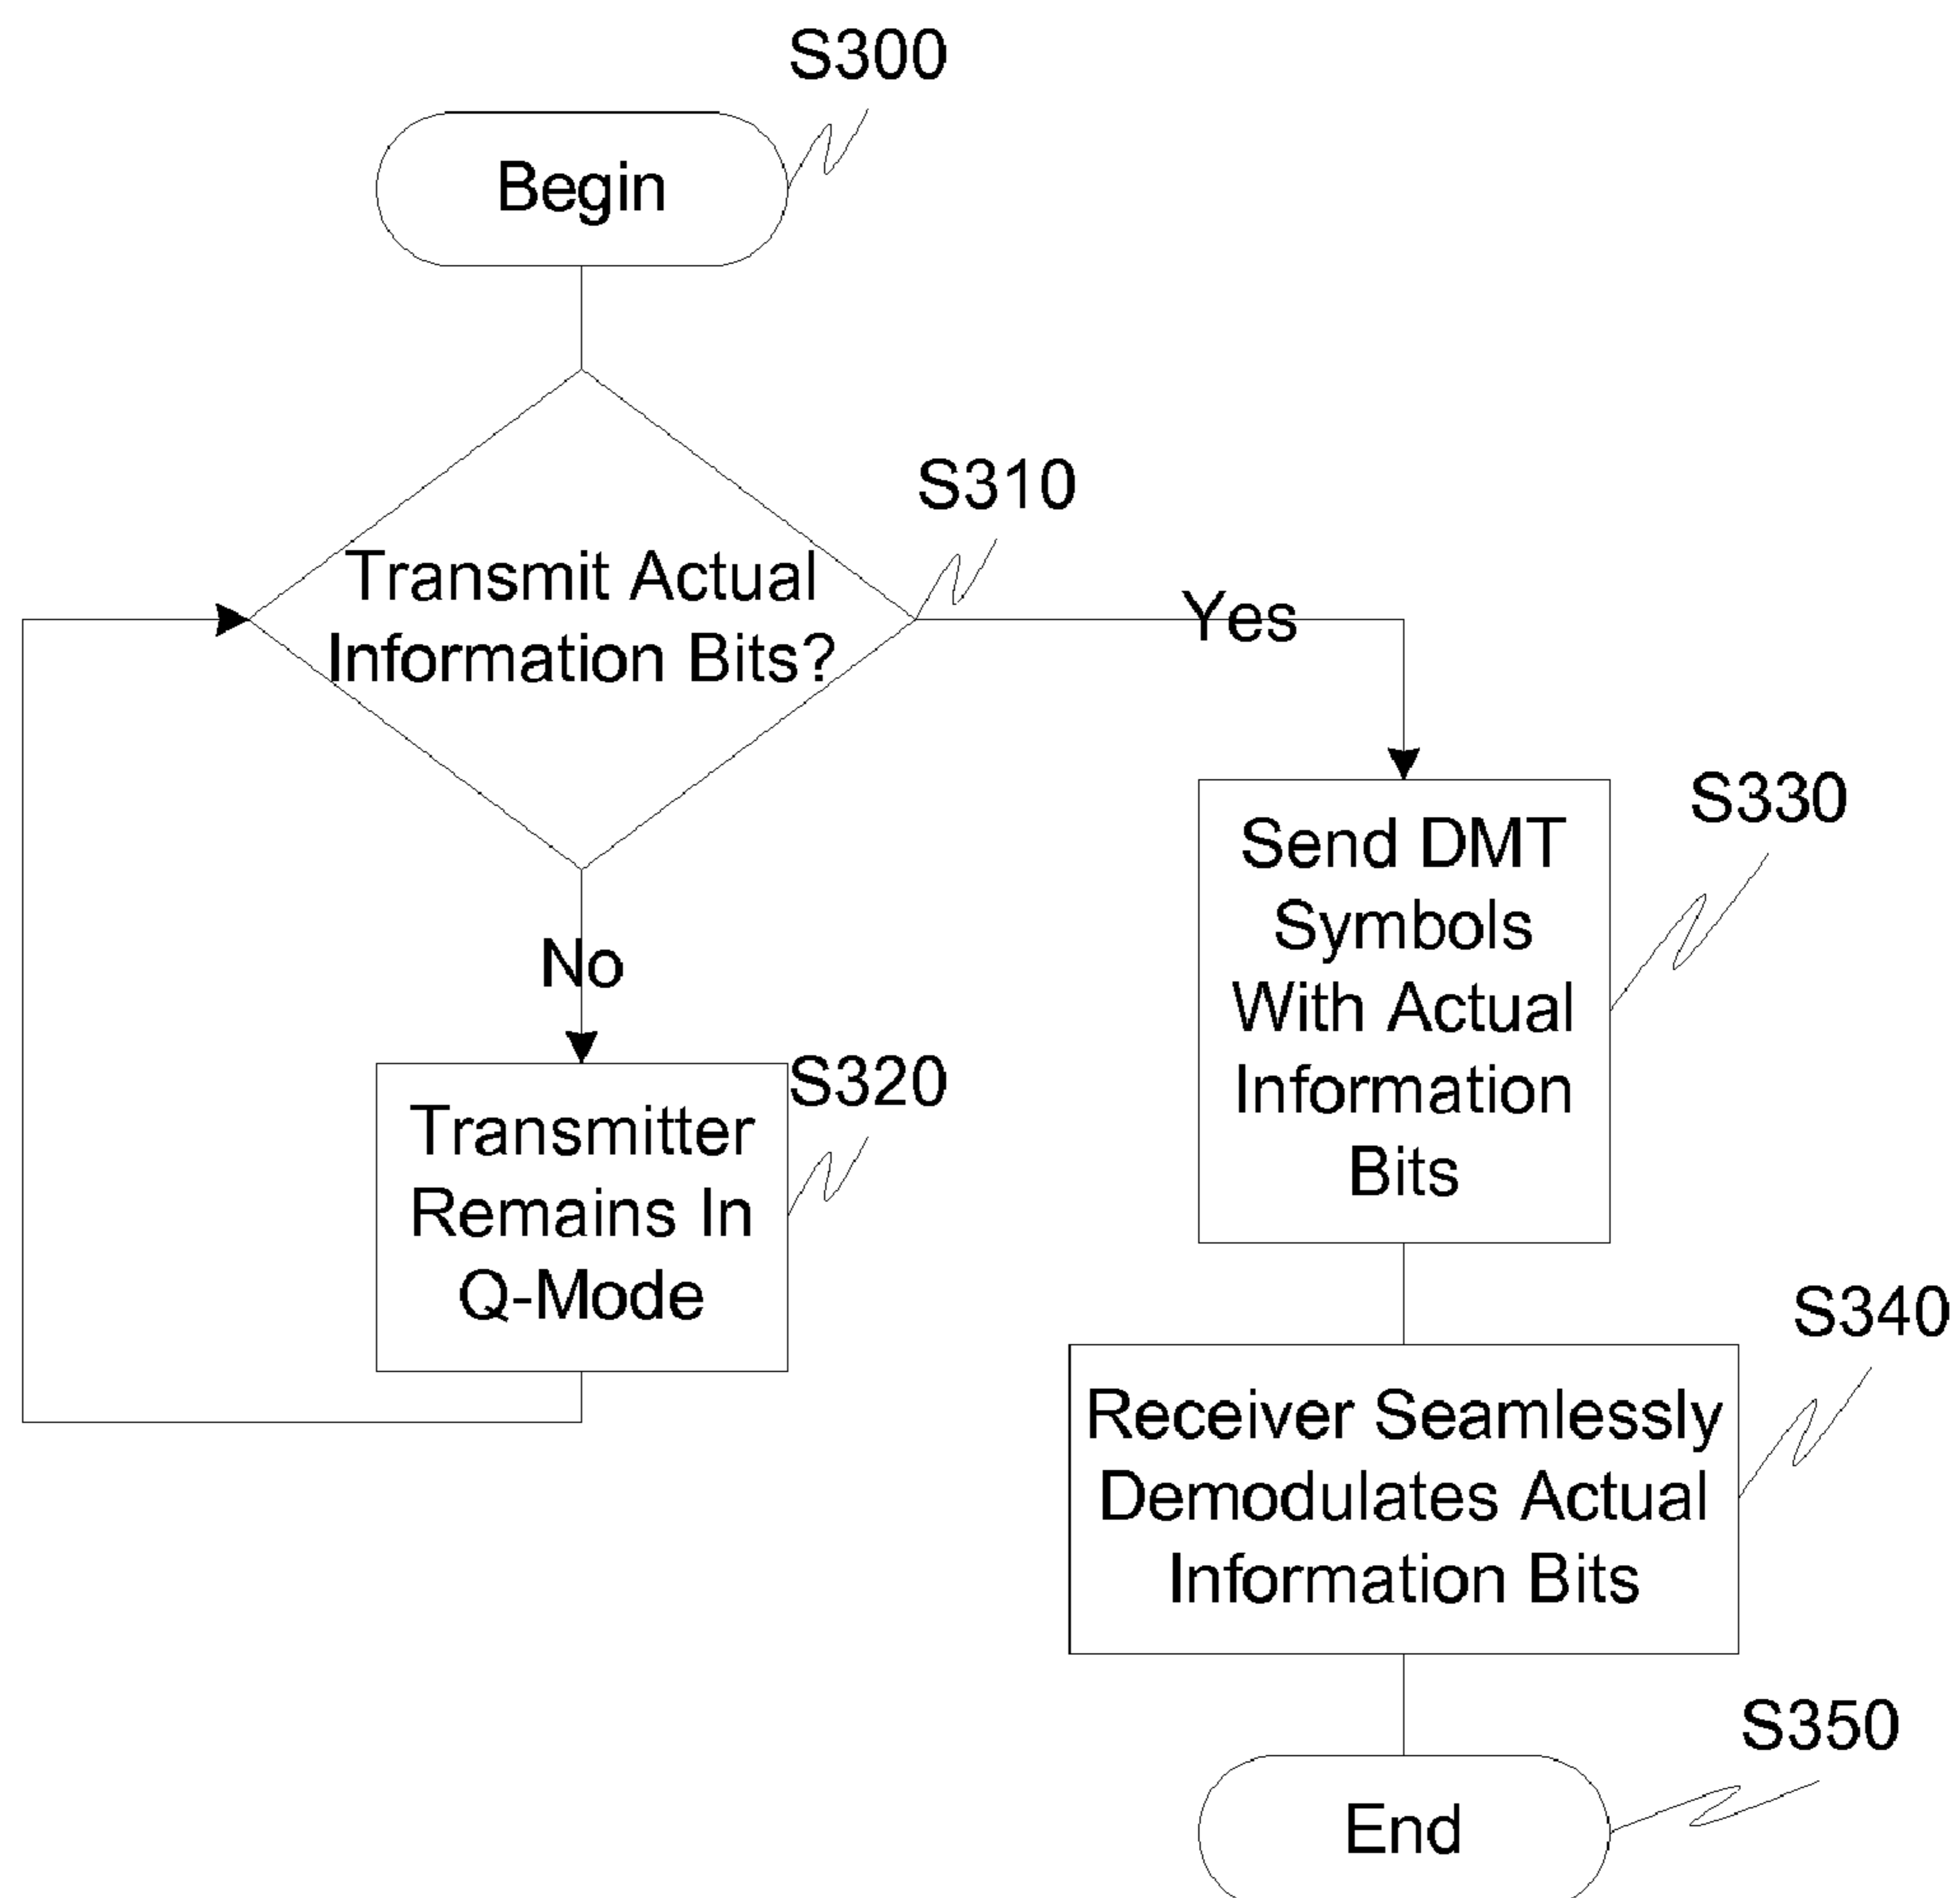 S300
Begin
S310
Transmit Actual
Information Bits?
Yes
No
S320
Transmitter
Remains In
Q-Mode
S330
Send DMT
Symbols
With Actual
Information
Bits
S340
Receiver Seamlessly
Demodulates Actual
Information Bits
S350
End